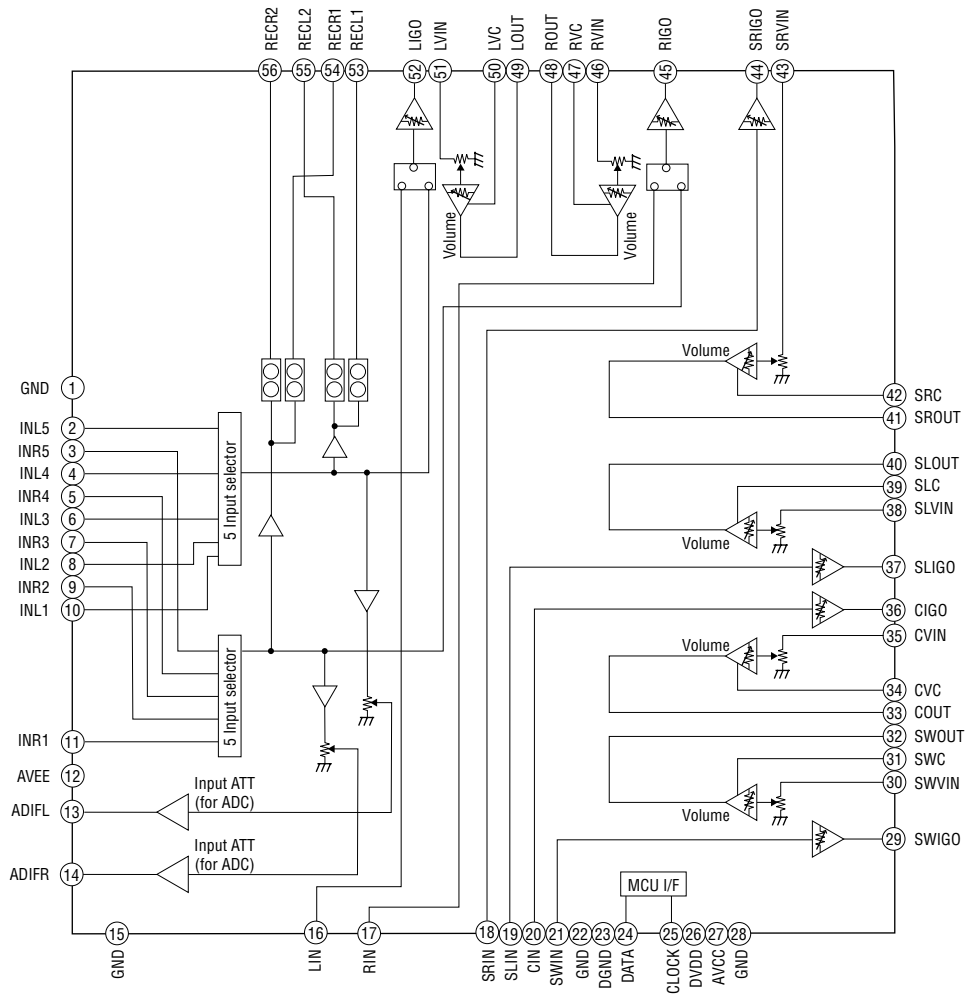 RECR2
RECL2
RECR1
RECL1
LIGO
LVIN
LVC
LOUT
ROUT
RVC
RVIN
RIGO
SRIGO
SRVIN
56
55
54
53
52
51
50
49
48
47
46
45
44
43
Volume
Volume
Volume
GND 1
INL5 2
INR5 3
INL4 4
INR4 5
INL3 6
INR3 7
INL2 8
INR2 9
INL1 10
INR1 11
AVEE 12
ADIFL 13
ADIFR 14
5 Input selector
5 Input selector
Input ATT
(for ADC)
Input ATT
(for ADC)
42 SRC
41 SROUT
40 SLOUT
39 SLC
38 SLVIN
Volume
37 SLIGO
36 CIGO
35 CVIN
Volume
34 CVC
33 COUT
32 SWOUT
31 SWC
30 SWVIN
Volume
29 SWIGO
MCU I/F
15
16
17
18
19
20
21
22
23
24
25
26
27
28
GND
LIN
RIN
SRIN
SLIN
CIN
SWIN
GND
DGND
DATA
CLOCK
DVDD
AVCC
GND